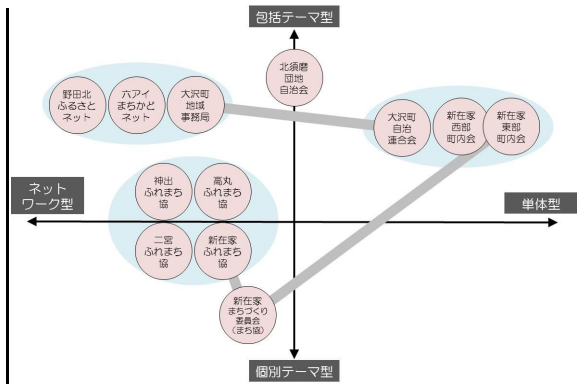 包括テーマ型
北須磨
団地
自治会
野田北
ふるさと
ネット
六アイ
まちかど
ネット
大沢町
地域
事務局
大沢町
自治
連合会
新在家
西部
町内会
新在家
東部
町内会
神出
ふれまち
協
高丸
ふれまち
協
ネット
ワーク型
単体型
二宮
ふれまち
協
新在家
ふれまち
協
新在家
まちづくり
委員会
(まち協)
個別テーマ型